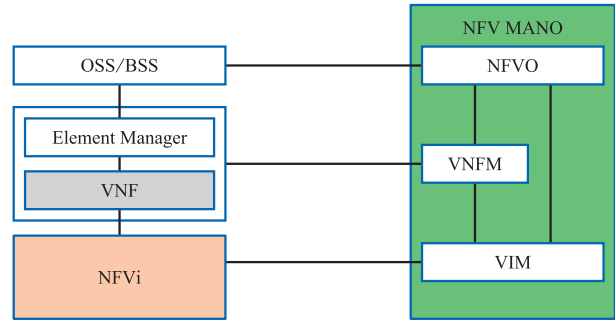 NFV MANO
OSS/BSS
NFVO
Element Manager
VNFM
VNF
VIM
NFVi